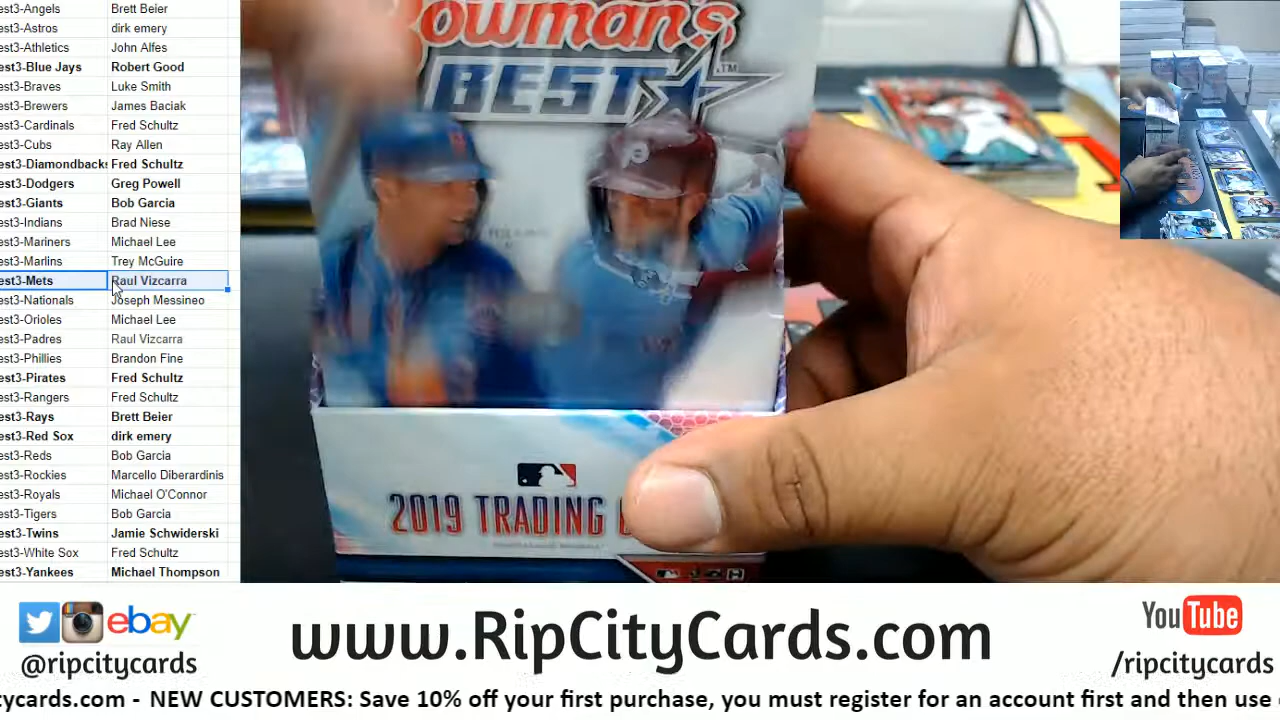 est3-Angels Brett Beier
est3-Astros dirk emery
est3-Athletics John Alfes
est3-Blue Jays Robert Good
est3-Braves Luke Smith
est3-Brewers James Baciak
est3-Cardinals Fred Schultz
est3-Cubs Ray Allen
est3-Diamondbacks Fred Schultz
est3-Dodgers Greg Powell
est3-Giants Bob Garcia
est3-Indians Brad Niese
est3-Mariners Michael Lee
est3-Marlins Trey McGuire
est3-Mets Raul Vizcarra
est3-Nationals Joseph Messineo
est3-Orioles Michael Lee
est3-Padres Raul Vizcarra
est3-Phillies Brandon Fine
est3-Pirates Fred Schultz
est3-Rangers Fred Schultz
est3-Rays Brett Beier
est3-Red Sox dirk emery
est3-Reds Bob Garcia
est3-Rockies Marcello Diberardinis
est3-Royals Michael O'Connor
est3-Tigers Bob Garcia
est3-Twins Jamie Schwiderski
est3-White Sox Fred Schultz
est3-Yankees Michael Thompson
owman's
BEST ™
2019 TRADING
ebay
@ripcitycards
www.RipCityCards.com
YouTube
/ripcitycards
tycards.com - NEW CUSTOMERS: Save 10% off your first purchase, you must register for an account first and then use